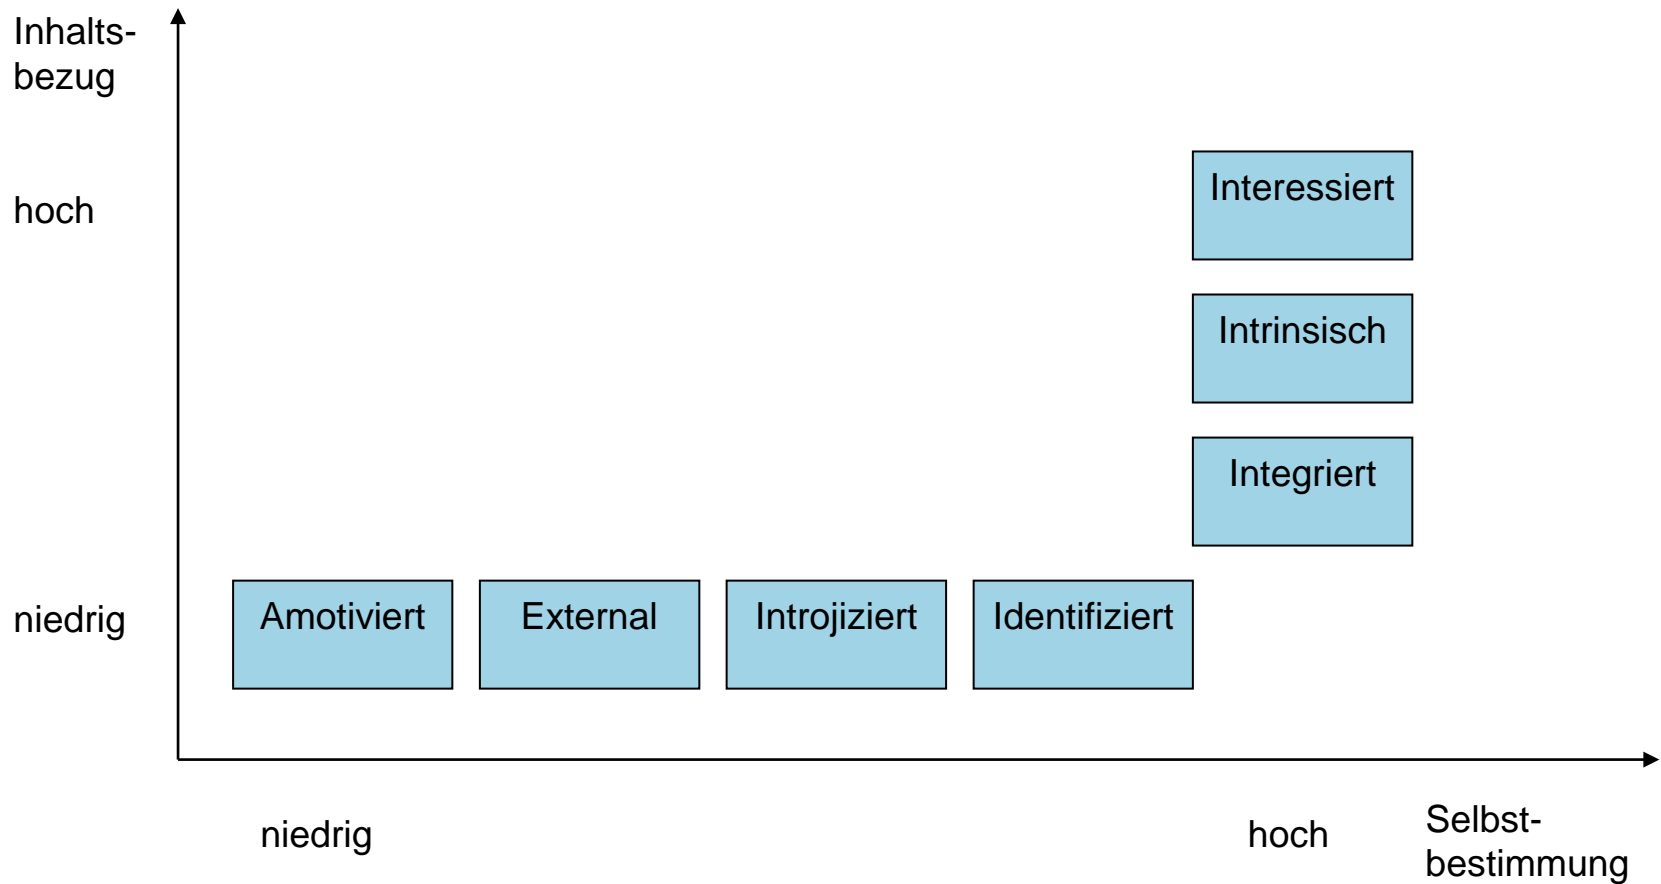 Inhalts-
bezug
hoch
Interessiert
Intrinsisch
Integriert
niedrig
Amotiviert
External
Introjiziert
Identifiziert
niedrig
hoch
Selbst-
bestimmung